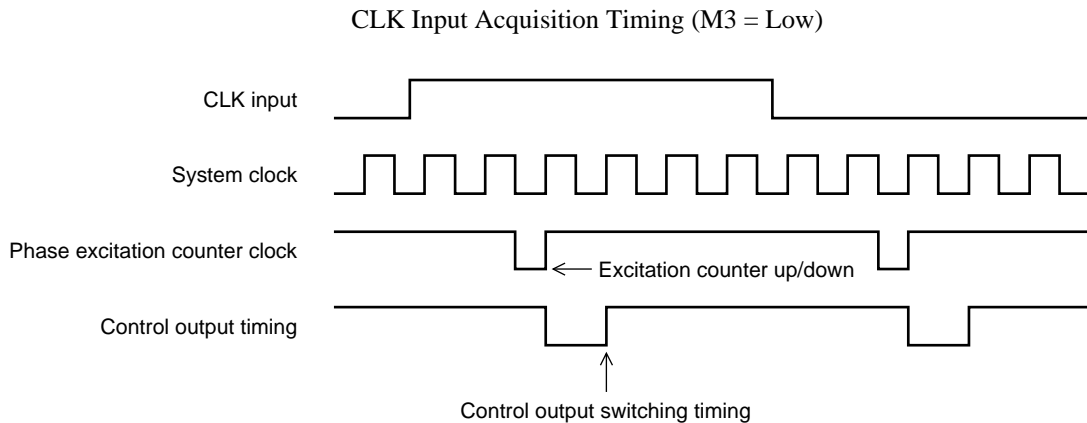 CLK Input Acquisition Timing (M3 = Low)
CLK input
System clock
Phase excitation counter clock
Excitation counter up/down
Control output timing
Control output switching timing